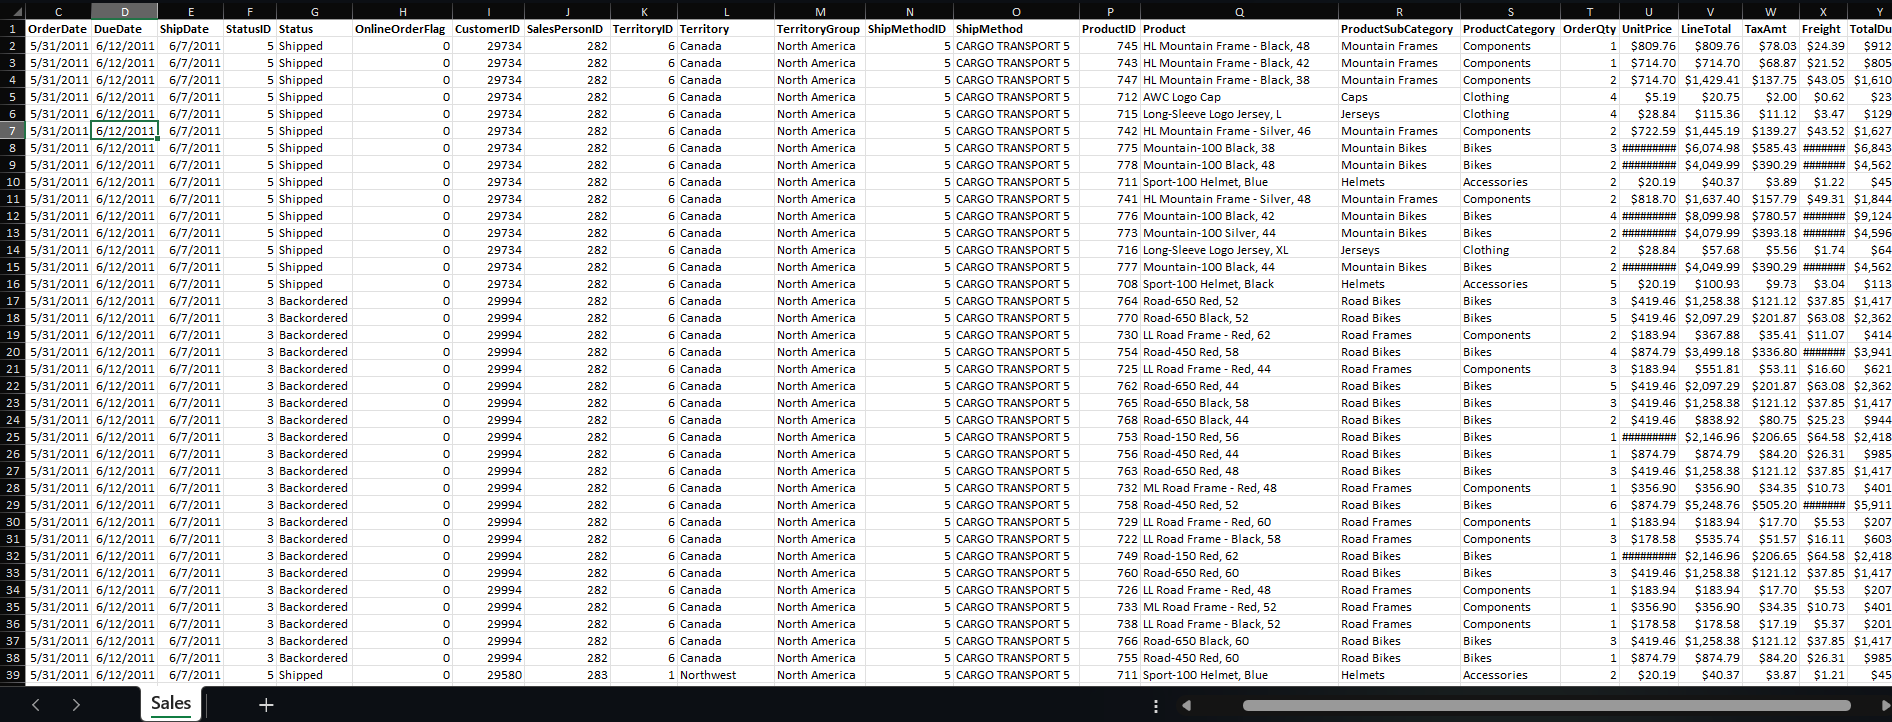 C D E F G H I J K L M N O P Q R S T U V W X Y
1 OrderDate DueDate ShipDate StatusID Status OnlineOrderFlag CustomerID SalesPersonID TerritoryID Territory TerritoryGroup ShipMethodID ShipMethod ProductID Product ProductSubCategory ProductCategory OrderQty UnitPrice LineTotal TaxAmt Freight TotalDu
2 5/31/2011 6/12/2011 6/7/2011 5 Shipped 0 29734 282 6 Canada North America 5 CARGO TRANSPORT 5 745 HL Mountain Frame - Black, 48 Mountain Frames Components 1 $809.76 $809.76 $78.03 $24.39 $912
3 5/31/2011 6/12/2011 6/7/2011 5 Shipped 0 29734 282 6 Canada North America 5 CARGO TRANSPORT 5 743 HL Mountain Frame - Black, 42 Mountain Frames Components 1 $714.70 $714.70 $68.87 $21.52 $805
4 5/31/2011 6/12/2011 6/7/2011 5 Shipped 0 29734 282 6 Canada North America 5 CARGO TRANSPORT 5 747 HL Mountain Frame - Black, 38 Mountain Frames Components 2 $714.70 $1,429.41 $137.75 $43.05 $1,610
5 5/31/2011 6/12/2011 6/7/2011 5 Shipped 0 29734 282 6 Canada North America 5 CARGO TRANSPORT 5 712 AWC Logo Cap Caps Clothing 4 $5.19 $20.75 $2.00 $0.62 $23
6 5/31/2011 6/12/2011 6/7/2011 5 Shipped 0 29734 282 6 Canada North America 5 CARGO TRANSPORT 5 715 Long-Sleeve Logo Jersey, L Jerseys Clothing 4 $28.84 $115.36 $11.12 $3.47 $129
7 5/31/2011 6/12/2011 6/7/2011 5 Shipped 0 29734 282 6 Canada North America 5 CARGO TRANSPORT 5 742 HL Mountain Frame - Silver, 46 Mountain Frames Components 2 $722.59 $1,445.19 $139.27 $43.52 $1,627
8 5/31/2011 6/12/2011 6/7/2011 5 Shipped 0 29734 282 6 Canada North America 5 CARGO TRANSPORT 5 775 Mountain-100 Black, 38 Mountain Bikes Bikes 3 ######### $6,074.98 $585.43 ####### $6,843
9 5/31/2011 6/12/2011 6/7/2011 5 Shipped 0 29734 282 6 Canada North America 5 CARGO TRANSPORT 5 778 Mountain-100 Black, 48 Mountain Bikes Bikes 2 ######### $4,049.99 $390.29 ####### $4,562
10 5/31/2011 6/12/2011 6/7/2011 5 Shipped 0 29734 282 6 Canada North America 5 CARGO TRANSPORT 5 711 Sport-100 Helmet, Blue Helmets Accessories 2 $20.19 $40.37 $3.89 $1.22 $45
11 5/31/2011 6/12/2011 6/7/2011 5 Shipped 0 29734 282 6 Canada North America 5 CARGO TRANSPORT 5 741 HL Mountain Frame - Silver, 48 Mountain Frames Components 2 $818.70 $1,637.40 $157.79 $49.31 $1,844
12 5/31/2011 6/12/2011 6/7/2011 5 Shipped 0 29734 282 6 Canada North America 5 CARGO TRANSPORT 5 776 Mountain-100 Black, 42 Mountain Bikes Bikes 4 ######### $8,099.98 $780.57 ####### $9,124
13 5/31/2011 6/12/2011 6/7/2011 5 Shipped 0 29734 282 6 Canada North America 5 CARGO TRANSPORT 5 773 Mountain-100 Silver, 44 Mountain Bikes Bikes 2 ######### $4,079.99 $393.18 ####### $4,596
14 5/31/2011 6/12/2011 6/7/2011 5 Shipped 0 29734 282 6 Canada North America 5 CARGO TRANSPORT 5 716 Long-Sleeve Logo Jersey, XL Jerseys Clothing 2 $28.84 $57.68 $5.56 $1.74 $64
15 5/31/2011 6/12/2011 6/7/2011 5 Shipped 0 29734 282 6 Canada North America 5 CARGO TRANSPORT 5 777 Mountain-100 Black, 44 Mountain Bikes Bikes 2 ######### $4,049.99 $390.29 ####### $4,562
16 5/31/2011 6/12/2011 6/7/2011 5 Shipped 0 29734 282 6 Canada North America 5 CARGO TRANSPORT 5 708 Sport-100 Helmet, Black Helmets Accessories 5 $20.19 $100.93 $9.73 $3.04 $113
17 5/31/2011 6/12/2011 6/7/2011 3 Backordered 0 29994 282 6 Canada North America 5 CARGO TRANSPORT 5 764 Road-650 Red, 52 Road Bikes Bikes 3 $419.46 $1,258.38 $121.12 $37.85 $1,417
18 5/31/2011 6/12/2011 6/7/2011 3 Backordered 0 29994 282 6 Canada North America 5 CARGO TRANSPORT 5 770 Road-650 Black, 52 Road Bikes Bikes 5 $419.46 $2,097.29 $201.87 $63.08 $2,362
19 5/31/2011 6/12/2011 6/7/2011 3 Backordered 0 29994 282 6 Canada North America 5 CARGO TRANSPORT 5 730 LL Road Frame - Red, 62 Road Frames Components 2 $183.94 $367.88 $35.41 $11.07 $414
20 5/31/2011 6/12/2011 6/7/2011 3 Backordered 0 29994 282 6 Canada North America 5 CARGO TRANSPORT 5 754 Road-450 Red, 58 Road Bikes Bikes 4 $874.79 $3,499.18 $336.80 ####### $3,941
21 5/31/2011 6/12/2011 6/7/2011 3 Backordered 0 29994 282 6 Canada North America 5 CARGO TRANSPORT 5 725 LL Road Frame - Red, 44 Road Frames Components 3 $183.94 $551.81 $53.11 $16.60 $621
22 5/31/2011 6/12/2011 6/7/2011 3 Backordered 0 29994 282 6 Canada North America 5 CARGO TRANSPORT 5 762 Road-650 Red, 44 Road Bikes Bikes 5 $419.46 $2,097.29 $201.87 $63.08 $2,362
23 5/31/2011 6/12/2011 6/7/2011 3 Backordered 0 29994 282 6 Canada North America 5 CARGO TRANSPORT 5 765 Road-650 Black, 58 Road Bikes Bikes 3 $419.46 $1,258.38 $121.12 $37.85 $1,417
24 5/31/2011 6/12/2011 6/7/2011 3 Backordered 0 29994 282 6 Canada North America 5 CARGO TRANSPORT 5 768 Road-650 Black, 44 Road Bikes Bikes 2 $419.46 $838.92 $80.75 $25.23 $944
25 5/31/2011 6/12/2011 6/7/2011 3 Backordered 0 29994 282 6 Canada North America 5 CARGO TRANSPORT 5 753 Road-150 Red, 56 Road Bikes Bikes 1 ######### $2,146.96 $206.65 $64.58 $2,418
26 5/31/2011 6/12/2011 6/7/2011 3 Backordered 0 29994 282 6 Canada North America 5 CARGO TRANSPORT 5 756 Road-450 Red, 44 Road Bikes Bikes 1 $874.79 $874.79 $84.20 $26.31 $985
27 5/31/2011 6/12/2011 6/7/2011 3 Backordered 0 29994 282 6 Canada North America 5 CARGO TRANSPORT 5 763 Road-650 Red, 48 Road Bikes Bikes 3 $419.46 $1,258.38 $121.12 $37.85 $1,417
28 5/31/2011 6/12/2011 6/7/2011 3 Backordered 0 29994 282 6 Canada North America 5 CARGO TRANSPORT 5 732 ML Road Frame - Red, 48 Road Frames Components 1 $356.90 $356.90 $34.35 $10.73 $401
29 5/31/2011 6/12/2011 6/7/2011 3 Backordered 0 29994 282 6 Canada North America 5 CARGO TRANSPORT 5 758 Road-450 Red, 52 Road Bikes Bikes 6 $874.79 $5,248.76 $505.20 ####### $5,911
30 5/31/2011 6/12/2011 6/7/2011 3 Backordered 0 29994 282 6 Canada North America 5 CARGO TRANSPORT 5 729 LL Road Frame - Red, 60 Road Frames Components 1 $183.94 $183.94 $17.70 $5.53 $207
31 5/31/2011 6/12/2011 6/7/2011 3 Backordered 0 29994 282 6 Canada North America 5 CARGO TRANSPORT 5 722 LL Road Frame - Black, 58 Road Frames Components 3 $178.58 $535.74 $51.57 $16.11 $603
32 5/31/2011 6/12/2011 6/7/2011 3 Backordered 0 29994 282 6 Canada North America 5 CARGO TRANSPORT 5 749 Road-150 Red, 62 Road Bikes Bikes 1 ######### $2,146.96 $206.65 $64.58 $2,418
33 5/31/2011 6/12/2011 6/7/2011 3 Backordered 0 29994 282 6 Canada North America 5 CARGO TRANSPORT 5 760 Road-650 Red, 60 Road Bikes Bikes 3 $419.46 $1,258.38 $121.12 $37.85 $1,417
34 5/31/2011 6/12/2011 6/7/2011 3 Backordered 0 29994 282 6 Canada North America 5 CARGO TRANSPORT 5 726 LL Road Frame - Red, 48 Road Frames Components 1 $183.94 $183.94 $17.70 $5.53 $207
35 5/31/2011 6/12/2011 6/7/2011 3 Backordered 0 29994 282 6 Canada North America 5 CARGO TRANSPORT 5 733 ML Road Frame - Red, 52 Road Frames Components 1 $356.90 $356.90 $34.35 $10.73 $401
36 5/31/2011 6/12/2011 6/7/2011 3 Backordered 0 29994 282 6 Canada North America 5 CARGO TRANSPORT 5 738 LL Road Frame - Black, 52 Road Frames Components 1 $178.58 $178.58 $17.19 $5.37 $201
37 5/31/2011 6/12/2011 6/7/2011 3 Backordered 0 29994 282 6 Canada North America 5 CARGO TRANSPORT 5 766 Road-650 Black, 60 Road Bikes Bikes 3 $419.46 $1,258.38 $121.12 $37.85 $1,417
38 5/31/2011 6/12/2011 6/7/2011 3 Backordered 0 29994 282 6 Canada North America 5 CARGO TRANSPORT 5 755 Road-450 Red, 60 Road Bikes Bikes 1 $874.79 $874.79 $84.20 $26.31 $985
39 5/31/2011 6/12/2011 6/7/2011 5 Shipped 0 29580 283 1 Northwest North America 5 CARGO TRANSPORT 5 711 Sport-100 Helmet, Blue Helmets Accessories 2 $20.19 $40.37 $3.87 $1.21 $45
Sales